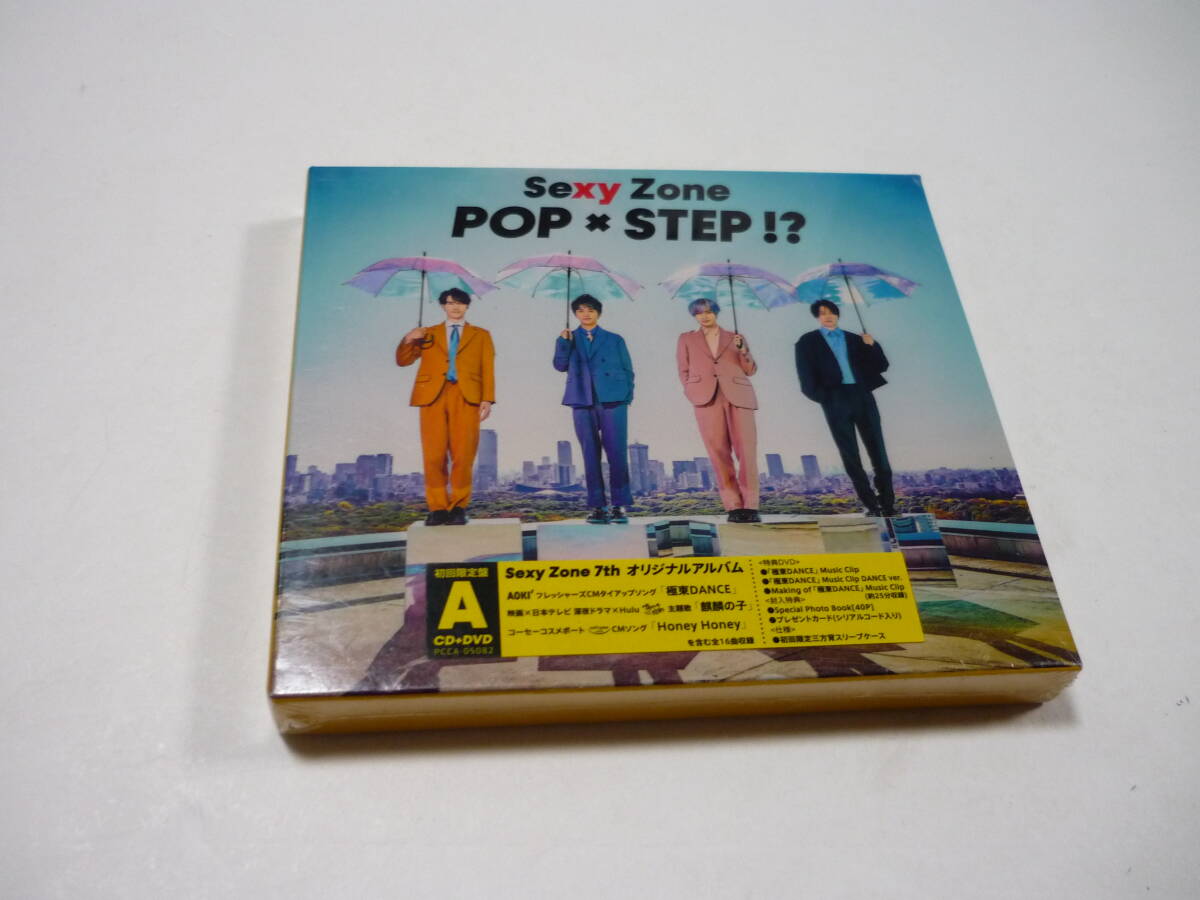 Sexy Zone
POP × STEP!?
初回限定盤
A
CD+DVD
PCCA-05082
Sexy Zone 7th オリジナルアルバム
AOKI フレッシャーズCMタイアップソング「極東DANCE」
映画×日本テレビ 深夜ドラマ×Hulu 主題歌「麒麟の子」
コーセーコスメポート CMソング「Honey Honey」
を含む全16曲収録
<特典DVD>
●「極東DANCE」Music Clip
●「極東DANCE」Music Clip DANCE ver.
●Making of「極東DANCE」Music Clip
(約25分収録)
<封入特典>
●Special Photo Book[40P]
●プレゼントカード(シリアルコード入り)
<仕様>
●初回限定三方背スリーブケース